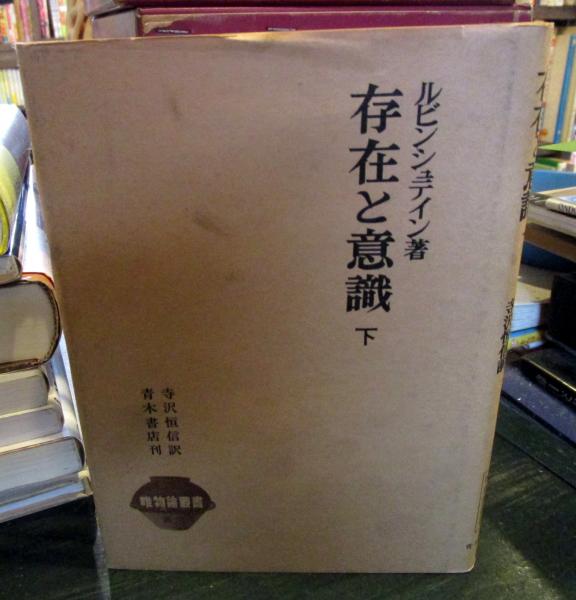 ルビンシュテイン著
存在と意識
下
寺沢恒信訳
青木書店刊
唯物論叢書